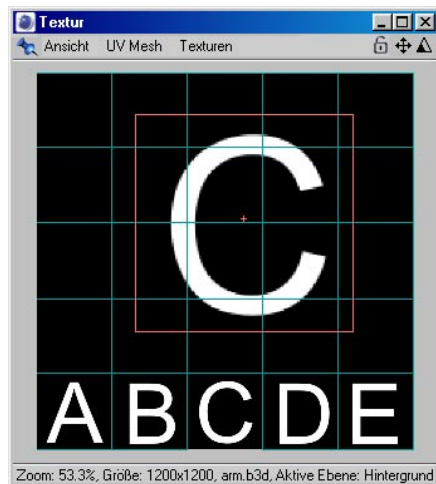 Textur
Ansicht UV Mesh Texturen
C
A B C D E
Zoom: 53.3%, Größe: 1200x1200, arm.b3d, Aktive Ebene: Hintergrund